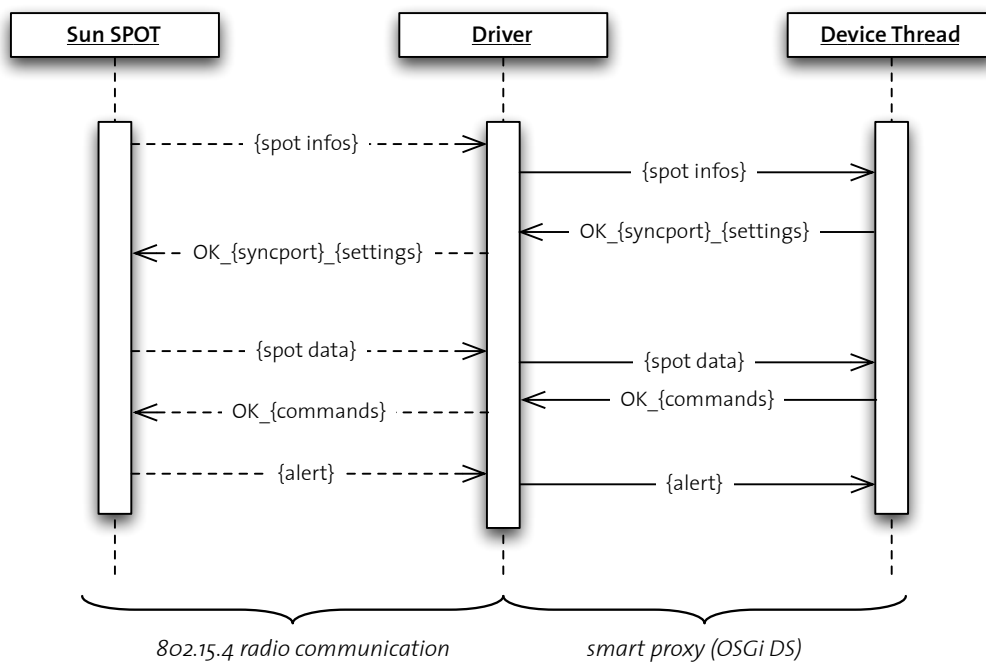 Sun SPOT
Driver
Device Thread
{spot infos}
{spot infos}
OK_{syncport}_{settings}
OK_{syncport}_{settings}
{spot data}
{spot data}
OK_{commands}
OK_{commands}
{alert}
{alert}
802.15.4 radio communication
smart proxy (OSGi DS)